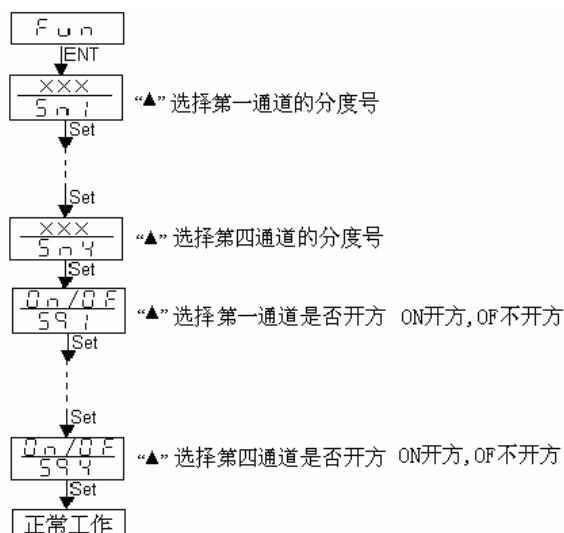 Fun
ENT
×××
Sn1
“▲”选择第一通道的分度号
Set
Set
×××
Sn4
“▲”选择第四通道的分度号
Set
On/OF
Sq1
“▲”选择第一通道是否开方 ON开方,OF不开方
Set
Set
On/OF
Sq4
“▲”选择第四通道是否开方 ON开方,OF不开方
Set
正常工作